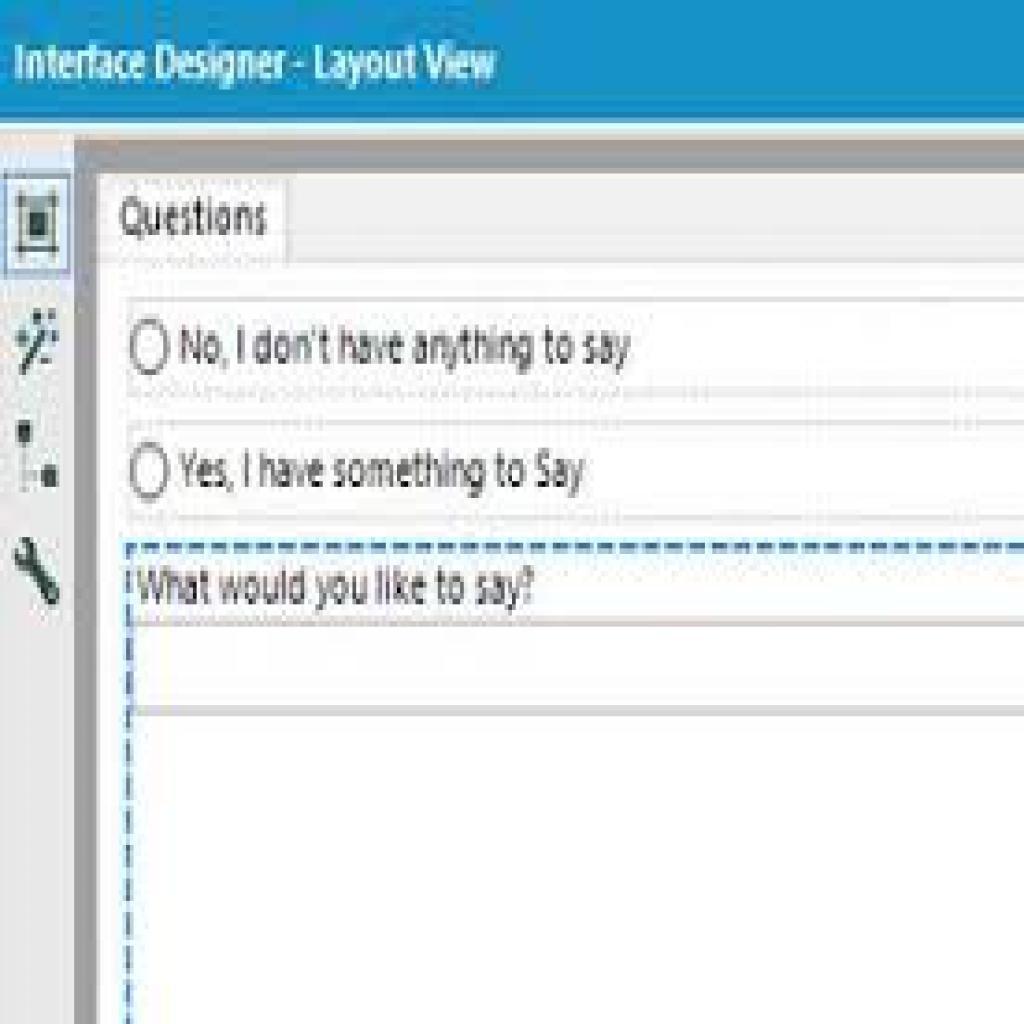 Interface Designer - Layout View
Questions
No, I don't have anything to say
Yes, I have something to Say
What would you like to say?